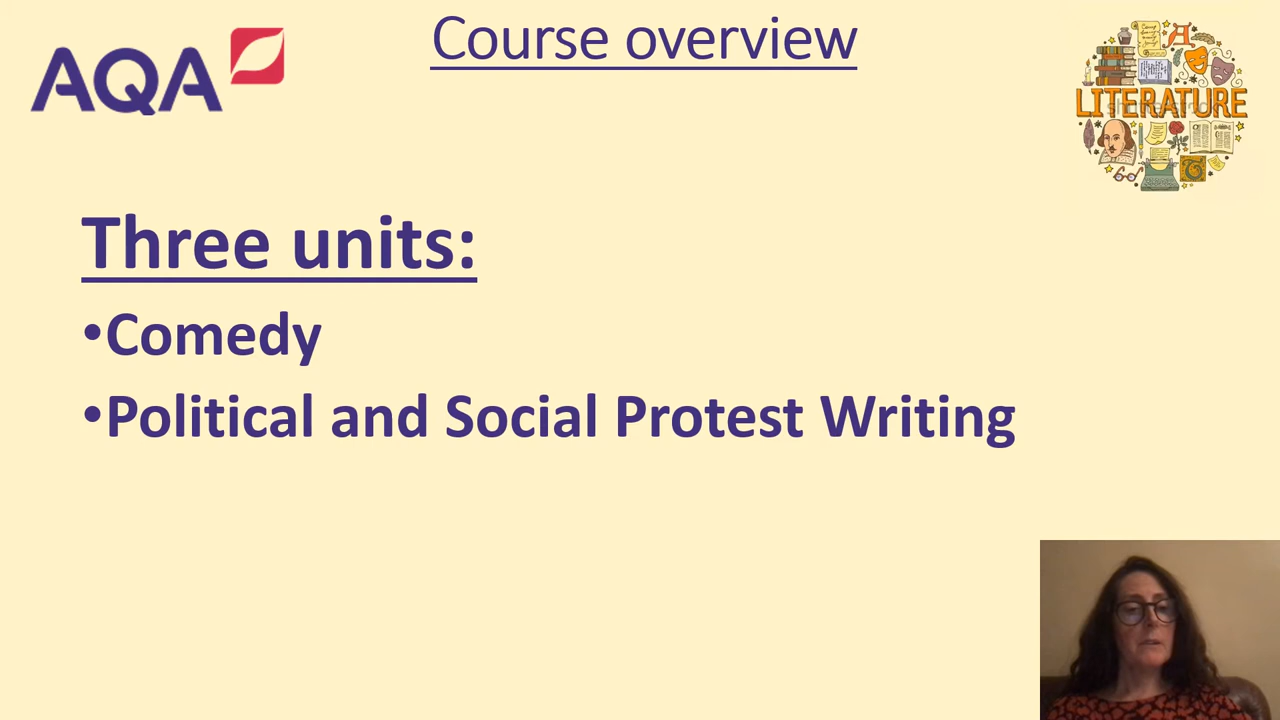 Course overview
AQA
LITERATURE
Three units:
•Comedy
•Political and Social Protest Writing